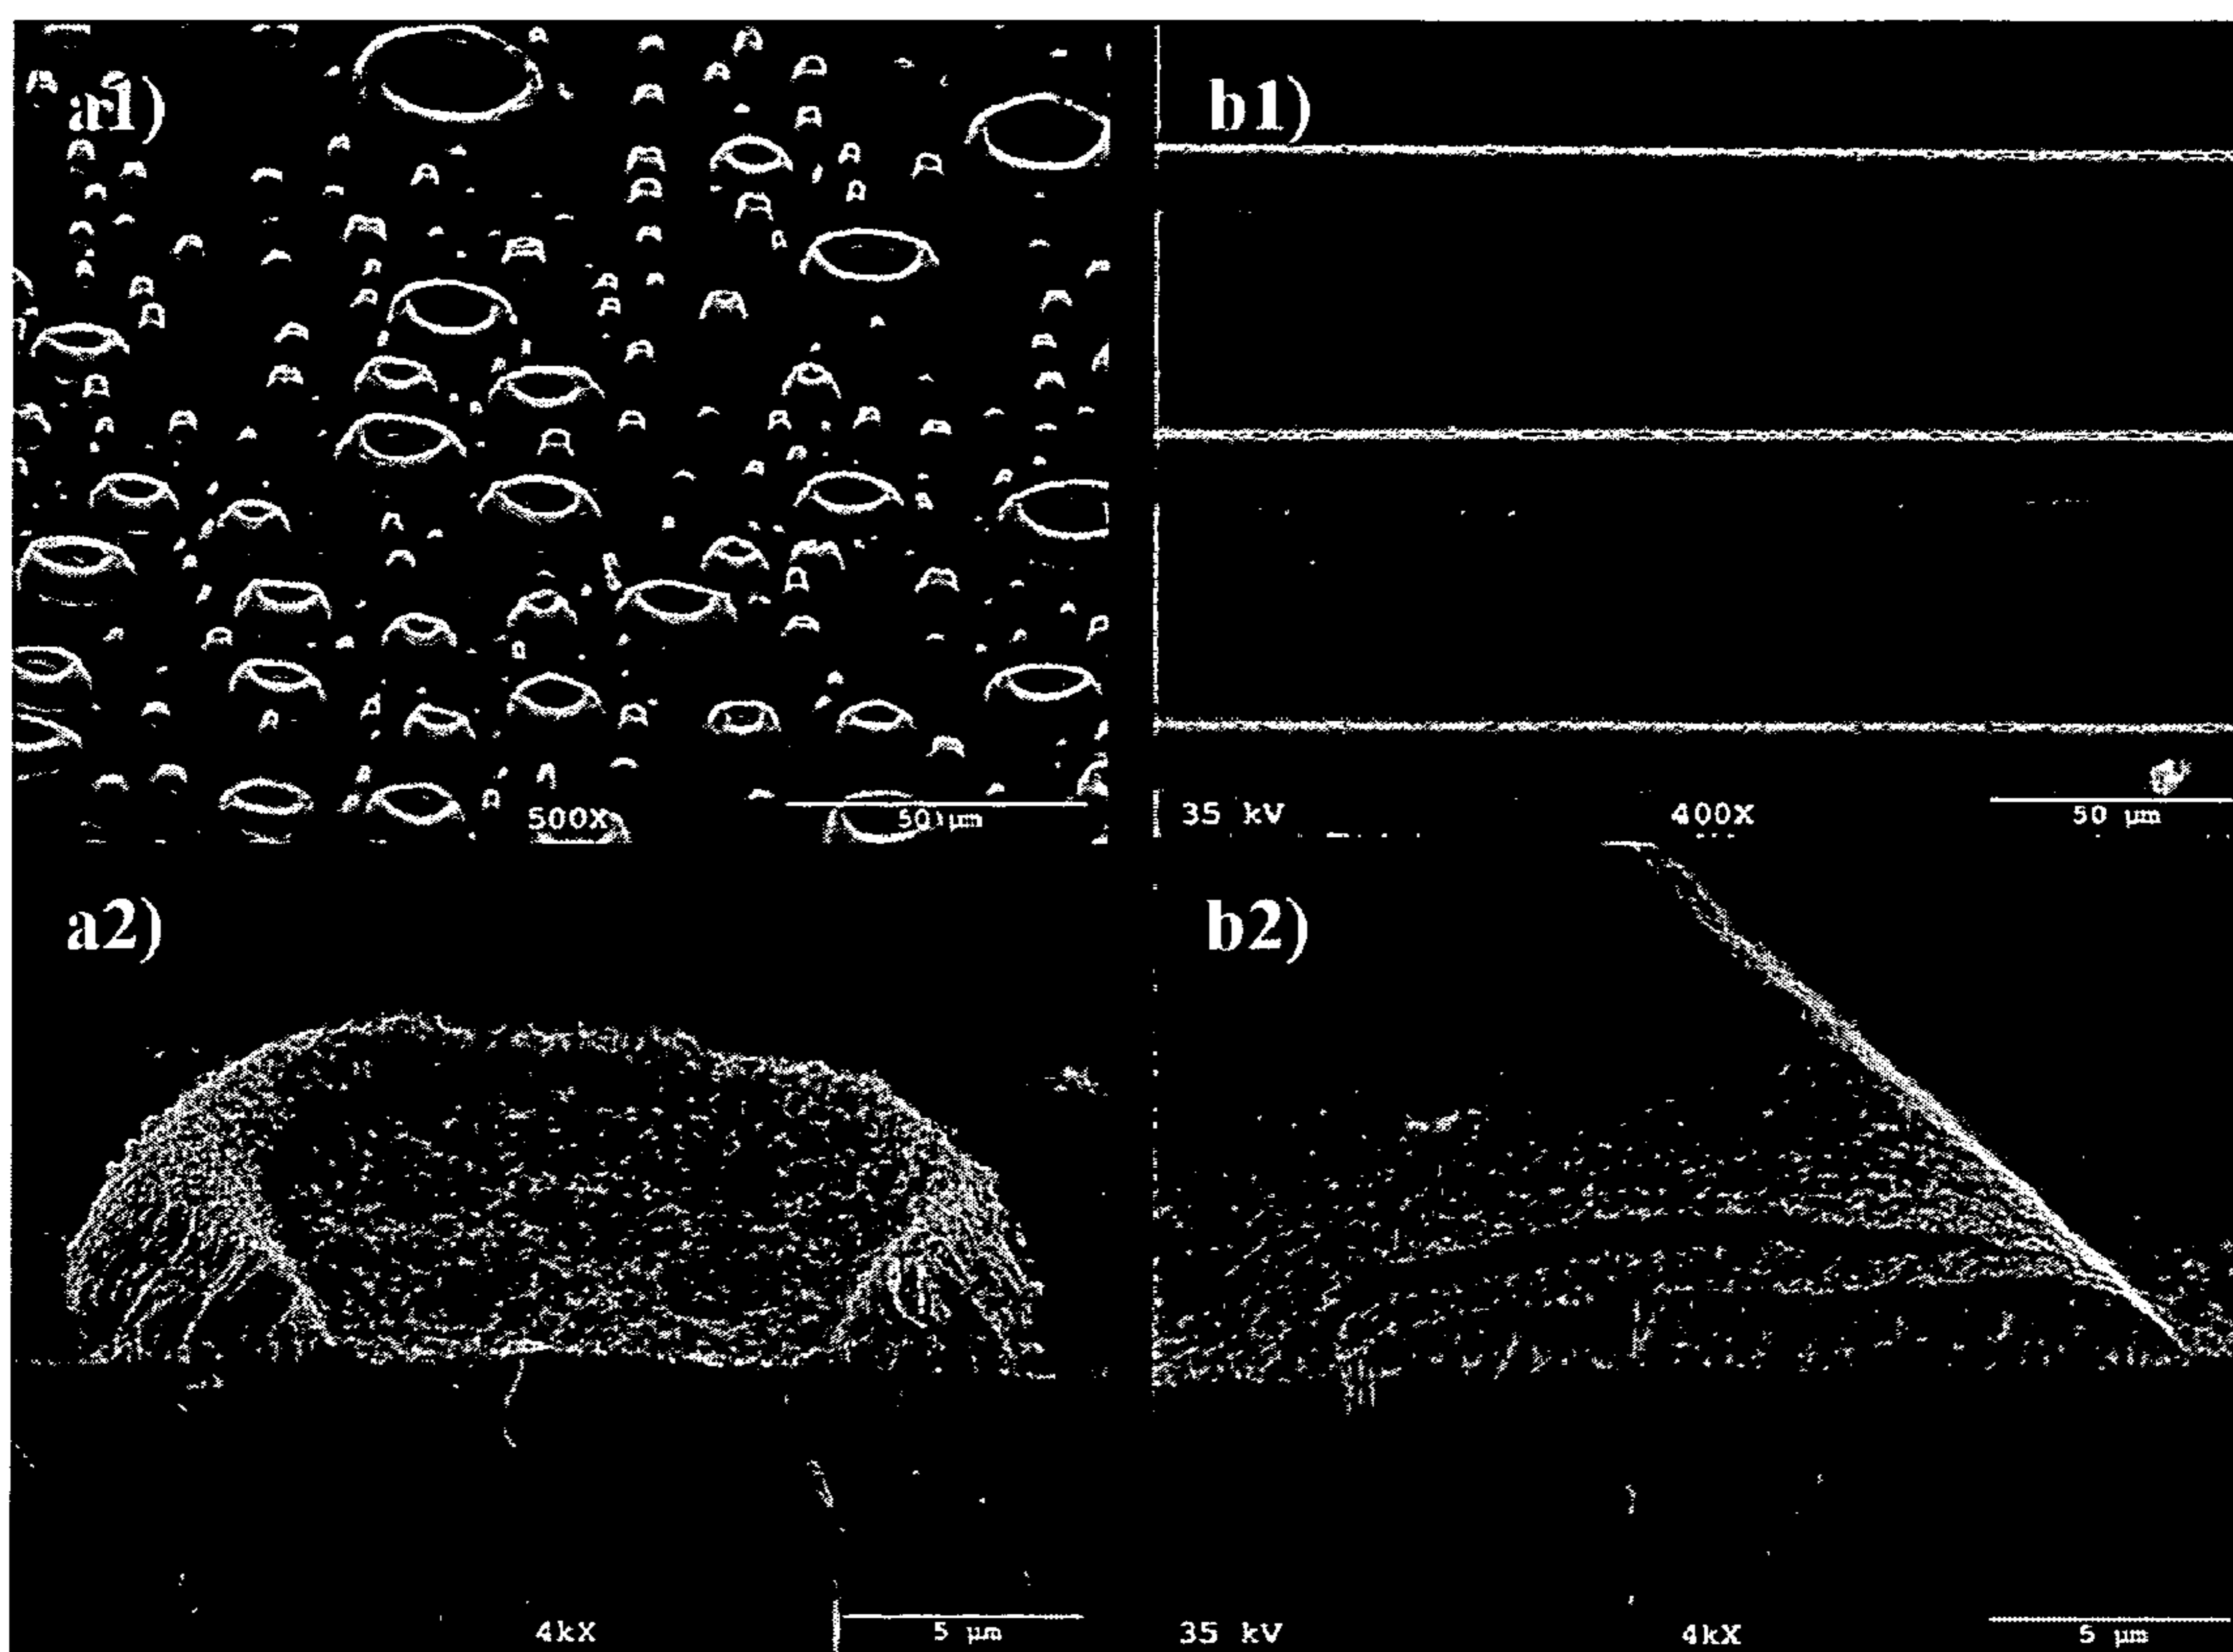 a1)
b1)
500X 50 µm
35 kV 400X 50 µm
a2)
b2)
4kX 5 µm
35 kV 4kX 5 µm